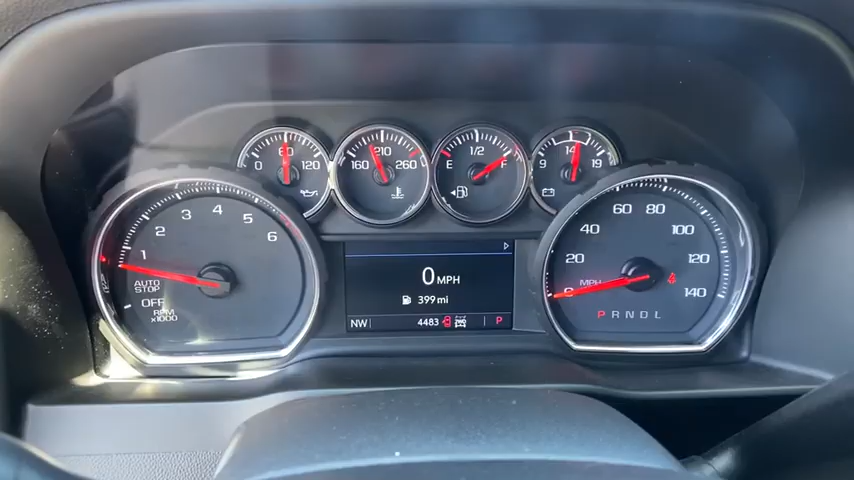 0 60 120
160 210 260
E 1/2 F
9 14 19
1 2 3 4 5 6
AUTO
STOP
OFF
RPM
x1000
0 MPH
399 mi
NW 4483 P
0 20 40 60 80 100 120 140
MPH
P R N D L